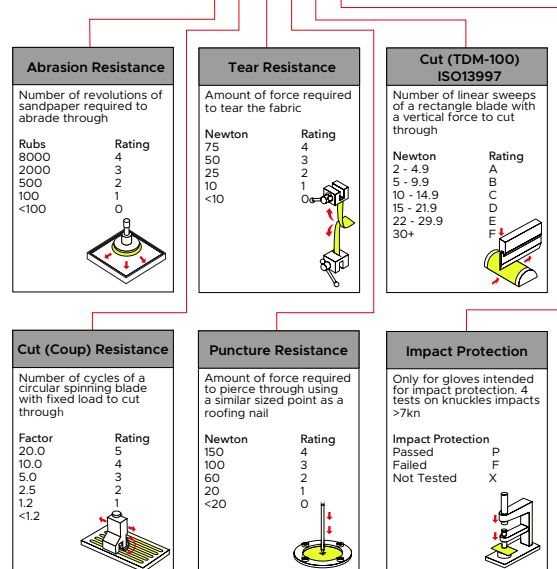 Abrasion Resistance
Number of revolutions of
sandpaper required to
abrade through
Rubs Rating
8000 4
2000 3
500 2
100 1
<100 0
Tear Resistance
Amount of force required
to tear the fabric
Newton Rating
75 4
50 3
25 2
10 1
<10 0
Cut (TDM-100)
ISO13997
Number of linear sweeps
of a rectangle blade with
a vertical force to cut
through
Newton Rating
2 - 4.9 A
5 - 9.9 B
10 - 14.9 C
15 - 21.9 D
22 - 29.9 E
30+ F
Cut (Coup) Resistance
Number of cycles of a
circular spinning blade
with fixed load to cut
through
Factor Rating
20.0 5
10.0 4
5.0 3
2.5 2
1.2 1
<1.2
Puncture Resistance
Amount of force required
to pierce through using
a similar sized point as a
roofing nail
Newton Rating
150 4
100 3
60 2
20 1
<20 0
Impact Protection
Only for gloves intended
for impact protection. 4
tests on knuckles impacts
>7kn
Impact Protection
Passed P
Failed F
Not Tested X